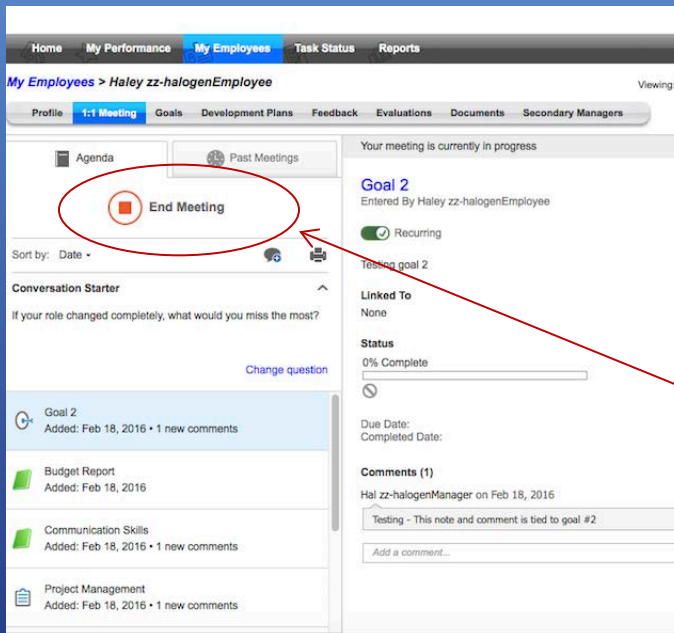 Home My Performance My Employees Task Status Reports
My Employees > Haley zz-halogenEmployee
Viewing:
Profile 1:1 Meeting Goals Development Plans Feedback Evaluations Documents Secondary Managers
Agenda Past Meetings
End Meeting
Sort by: Date
Conversation Starter
If your role changed completely, what would you miss the most?
Change question
Goal 2
Added: Feb 18, 2016 • 1 new comments
Budget Report
Added: Feb 18, 2016
Communication Skills
Added: Feb 18, 2016 • 1 new comments
Project Management
Added: Feb 18, 2016 • 1 new comments
Your meeting is currently in progress
Goal 2
Entered By Haley zz-halogenEmployee
Recurring
Testing goal 2
Linked To
None
Status
0% Complete
Due Date:
Completed Date:
Comments (1)
Hal zz-halogenManager on Feb 18, 2016
Testing - This note and comment is tied to goal #2
Add a comment...